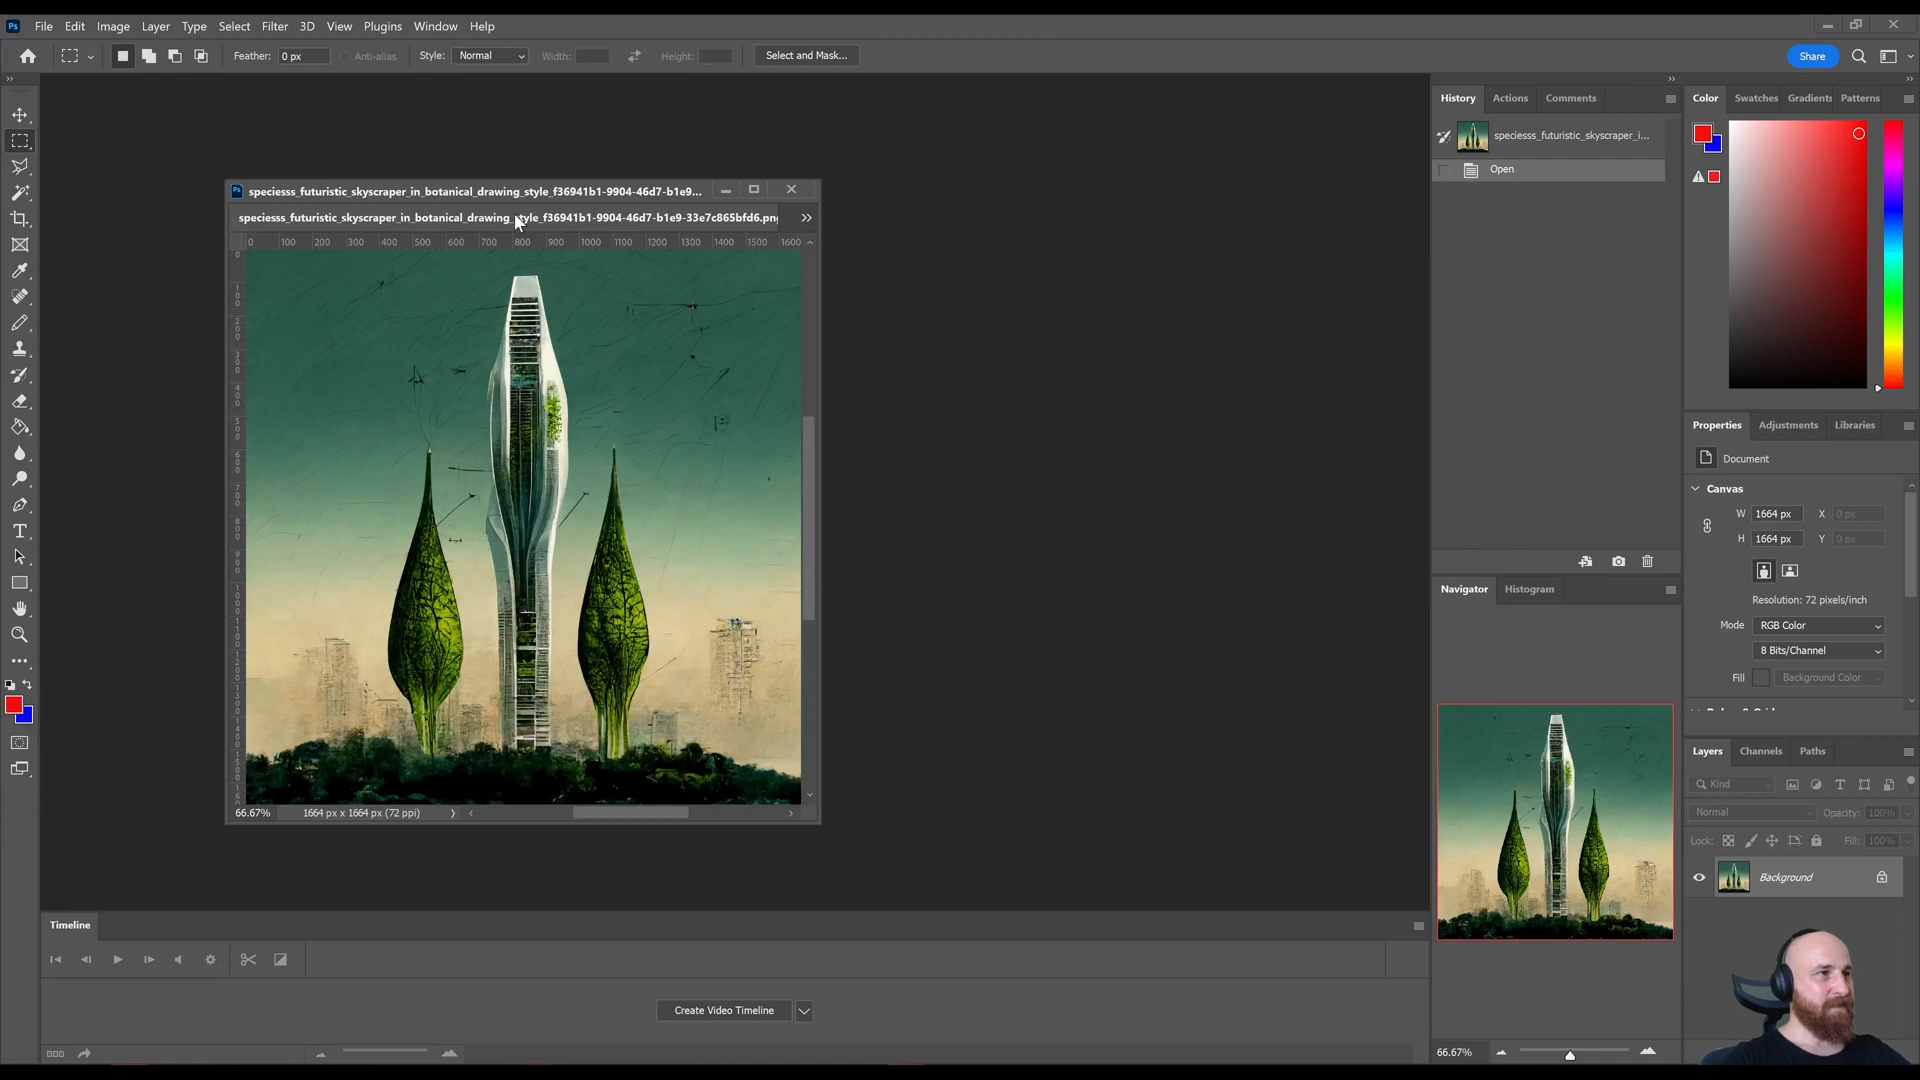 Ps File Edit Image Layer Type Select Filter 3D View Plugins Window Help
Feather: 0 px Anti-alias Style: Normal Width: Height: Select and Mask... Share
History Actions Comments
speciesss_futuristic_skyscraper_i...
Open
Color Swatches Gradients Patterns
speciesss_futuristic_skyscraper_in_botanical_drawing_style_f36941b1-9904-46d7-b1e9...
speciesss_futuristic_skyscraper_in_botanical_drawing_style_f36941b1-9904-46d7-b1e9-33e7c865bfd6.png
0 100 200 300 400 500 600 700 800 900 1000 1100 1200 1300 1400 1500 1600
66.67% 1664 px x 1664 px (72 ppi)
Properties Adjustments Libraries
Document
Canvas
W 1664 px X 0 px
H 1664 px Y 0 px
Resolution: 72 pixels/inch
Mode RGB Color
8 Bits/Channel
Fill Background Color
Navigator Histogram
66.67%
Layers Channels Paths
Kind
Normal Opacity: 100%
Lock: Fill: 100%
Background
Timeline
Create Video Timeline